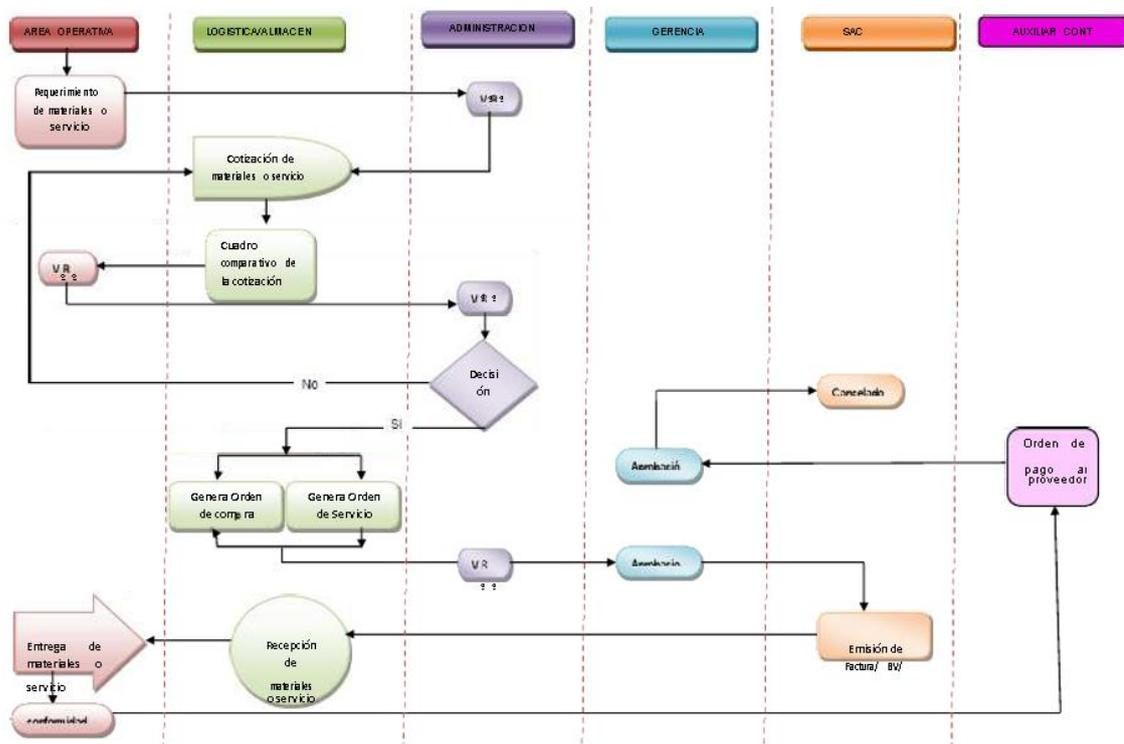 AREA OPERATIVA
LOGISTICA/ALMACEN
ADMINISTRACION
GERENCIA
SAC
AUXILIAR CONT
Requerimiento
de materiales o
servicio
Cotización de
materiales o servicio
Cuadro
comparativo de
la cotización
V R
Decisi
ón
No
Si
Cancelado
Orden de
pago al
proveedor
Genera Orden
de compra
Genera Orden
de Servicio
V R
Entrega de
materiales o
servicio
Recepción
de
materiales
o servicio
Emisión de
Factura/ BV/
conformidad